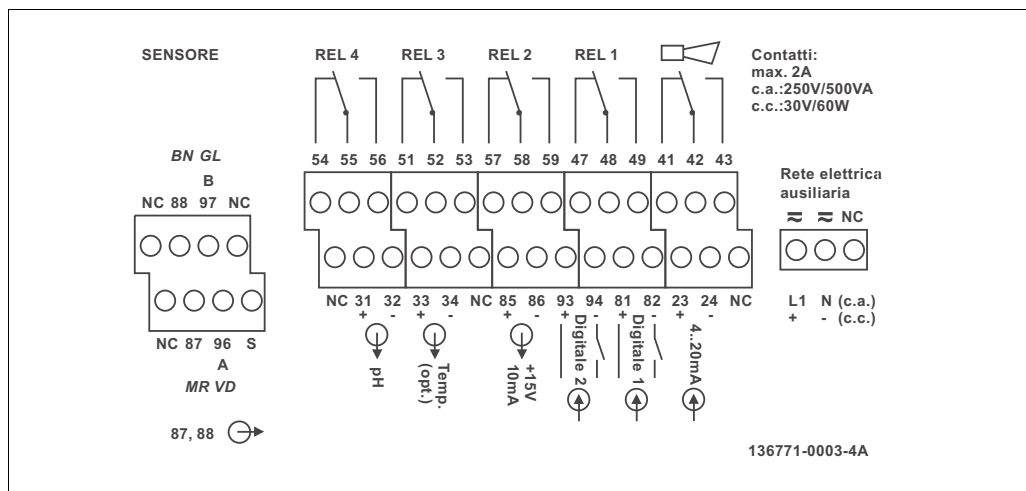 SENSORE
REL 4 REL 3 REL 2 REL 1
Contatti:
max. 2A
c.a.:250V/500VA
c.c.:30V/60W
54 55 56 51 52 53 57 58 59 47 48 49 41 42 43
BN GL
B
NC 88 97 NC
Rete elettrica
ausiliaria
≂ ≂ NC
NC 31 32 33 34 NC 85 86 93 94 81 82 23 24 NC
+ - + - + - + - + - + -
L1 N (c.a.)
+ - (c.c.)
NC 87 96 S
A
MR VD
pH
Temp.
(opt.)
+15V
10mA
Digitale 2
Digitale 1
4..20mA
87, 88
136771-0003-4A